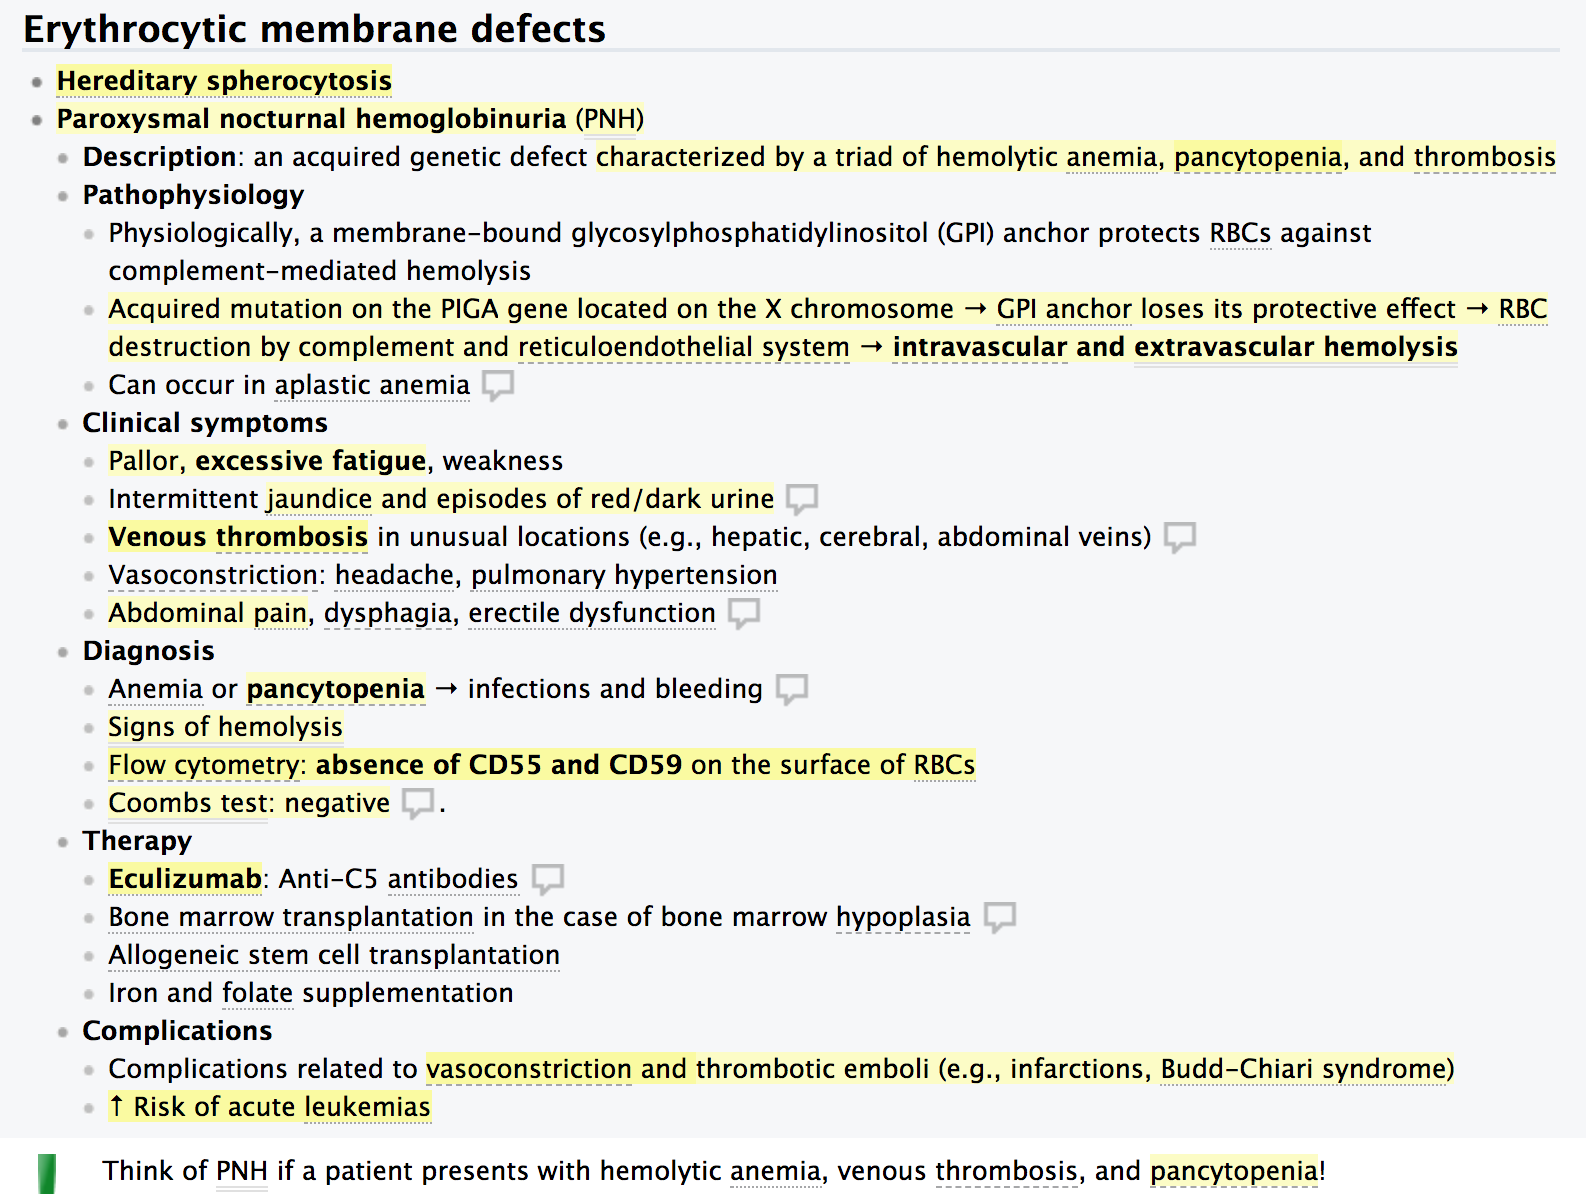 Erythrocytic membrane defects
Hereditary spherocytosis
Paroxysmal nocturnal hemoglobinuria (PNH)
Description: an acquired genetic defect characterized by a triad of hemolytic anemia, pancytopenia, and thrombosis
Pathophysiology
Physiologically, a membrane-bound glycosylphosphatidylinositol (GPI) anchor protects RBCs against
complement-mediated hemolysis
Acquired mutation on the PIGA gene located on the X chromosome → GPI anchor loses its protective effect → RBC
destruction by complement and reticuloendothelial system → intravascular and extravascular hemolysis
Can occur in aplastic anemia
Clinical symptoms
Pallor, excessive fatigue, weakness
Intermittent jaundice and episodes of red/dark urine
Venous thrombosis in unusual locations (e.g., hepatic, cerebral, abdominal veins)
Vasoconstriction: headache, pulmonary hypertension
Abdominal pain, dysphagia, erectile dysfunction
Diagnosis
Anemia or pancytopenia → infections and bleeding
Signs of hemolysis
Flow cytometry: absence of CD55 and CD59 on the surface of RBCs
Coombs test: negative .
Therapy
Eculizumab: Anti-C5 antibodies
Bone marrow transplantation in the case of bone marrow hypoplasia
Allogeneic stem cell transplantation
Iron and folate supplementation
Complications
Complications related to vasoconstriction and thrombotic emboli (e.g., infarctions, Budd-Chiari syndrome)
↑ Risk of acute leukemias
Think of PNH if a patient presents with hemolytic anemia, venous thrombosis, and pancytopenia!